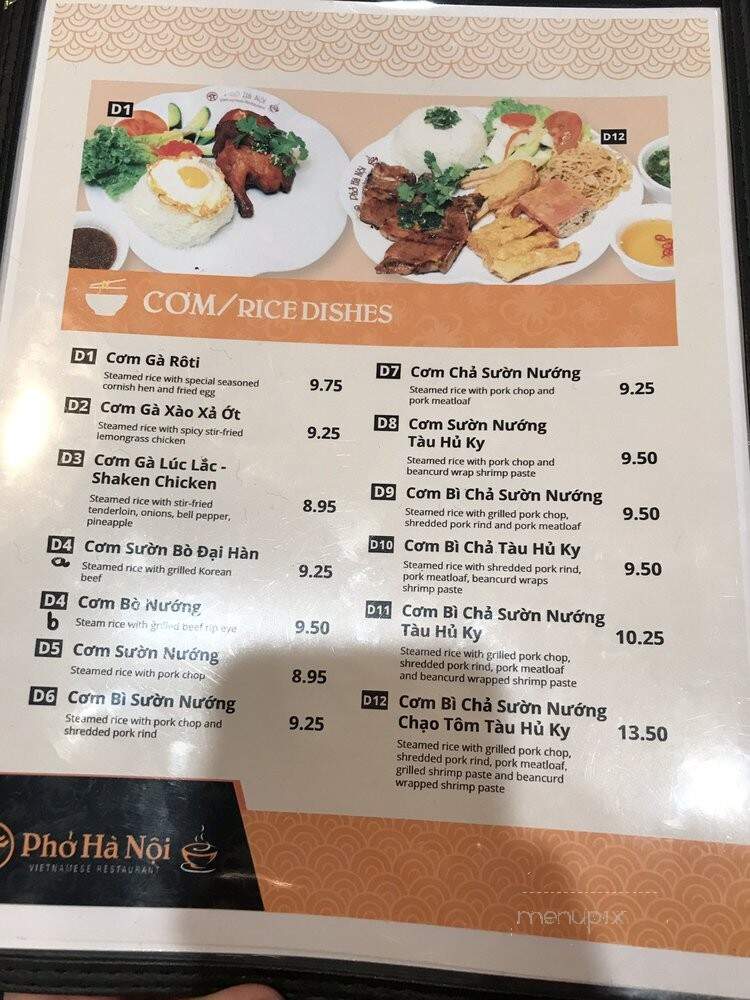 D1
D12
CƠM/RICE DISHES
D1 Cơm Gà Rôti
Steamed rice with special seasoned
cornish hen and fried egg
9.75
D2 Cơm Gà Xào Xả Ớt
Steamed rice with spicy stir-fried
lemongrass chicken
9.25
D3 Cơm Gà Lúc Lắc -
Shaken Chicken
Steamed rice with stir-fried
tenderloin, onions, bell pepper,
pineapple
8.95
D4 a Cơm Sườn Bò Đại Hàn
Steamed rice with grilled Korean
beef
9.25
D4 b Cơm Bò Nướng
Steam rice with grilled beef rip eye
9.50
D5 Cơm Sườn Nướng
Steamed rice with pork chop
8.95
D6 Cơm Bì Sườn Nướng
Steamed rice with pork chop and
shredded pork rind
9.25
D7 Cơm Chả Sườn Nướng
Steamed rice with pork chop and
pork meatloaf
9.25
D8 Cơm Sườn Nướng
Tàu Hủ Ky
Steamed rice with pork chop and
beancurd wrap shrimp paste
9.50
D9 Cơm Bì Chả Sườn Nướng
Steamed rice with grilled pork chop,
shredded pork rind and pork meatloaf
9.50
D10 Cơm Bì Chả Tàu Hủ Ky
Steamed rice with shredded pork rind,
pork meatloaf, beancurd wraps
shrimp paste
9.50
D11 Cơm Bì Chả Sườn Nướng
Tàu Hủ Ky
Steamed rice with grilled pork chop,
shredded pork rind, pork meatloaf
and beancurd wrapped shrimp paste
10.25
D12 Cơm Bì Chả Sườn Nướng
Chạo Tôm Tàu Hủ Ky
Steamed rice with grilled pork chop,
shredded pork rind, pork meatloaf,
grilled shrimp paste and beancurd
wrapped shrimp paste
13.50
Phở Hà Nội
VIETNAMESE RESTAURANT
menupix